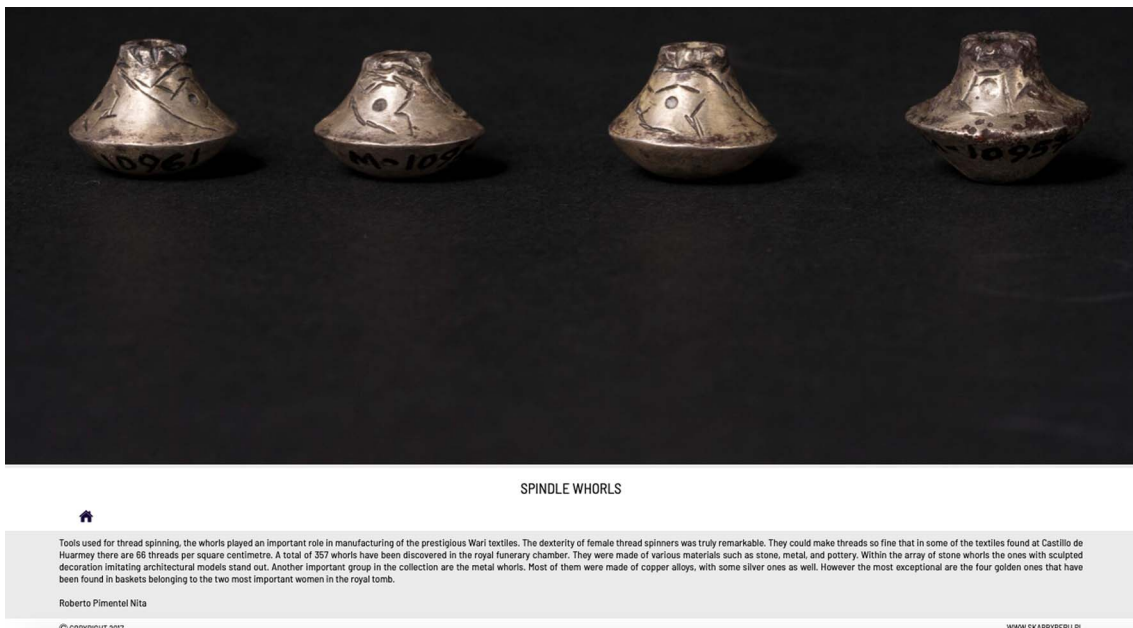 10961
M-109
M-1095
SPINDLE WHORLS
Tools used for thread spinning, the whorls played an important role in manufacturing of the prestigious Wari textiles. The dexterity of female thread spinners was truly remarkable. They could make threads so fine that in some of the textiles found at Castillo de
Huarmey there are 66 threads per square centimetre. A total of 357 whorls have been discovered in the royal funerary chamber. They were made of various materials such as stone, metal, and pottery. Within the array of stone whorls the ones with sculpted
decoration imitating architectural models stand out. Another important group in the collection are the metal whorls. Most of them were made of copper alloys, with some silver ones as well. However the most exceptional are the four golden ones that have
been found in baskets belonging to the two most important women in the royal tomb.
Roberto Pimentel Nita
© COPYRIGHT 2017
WWW.SKARBYPERU.PL